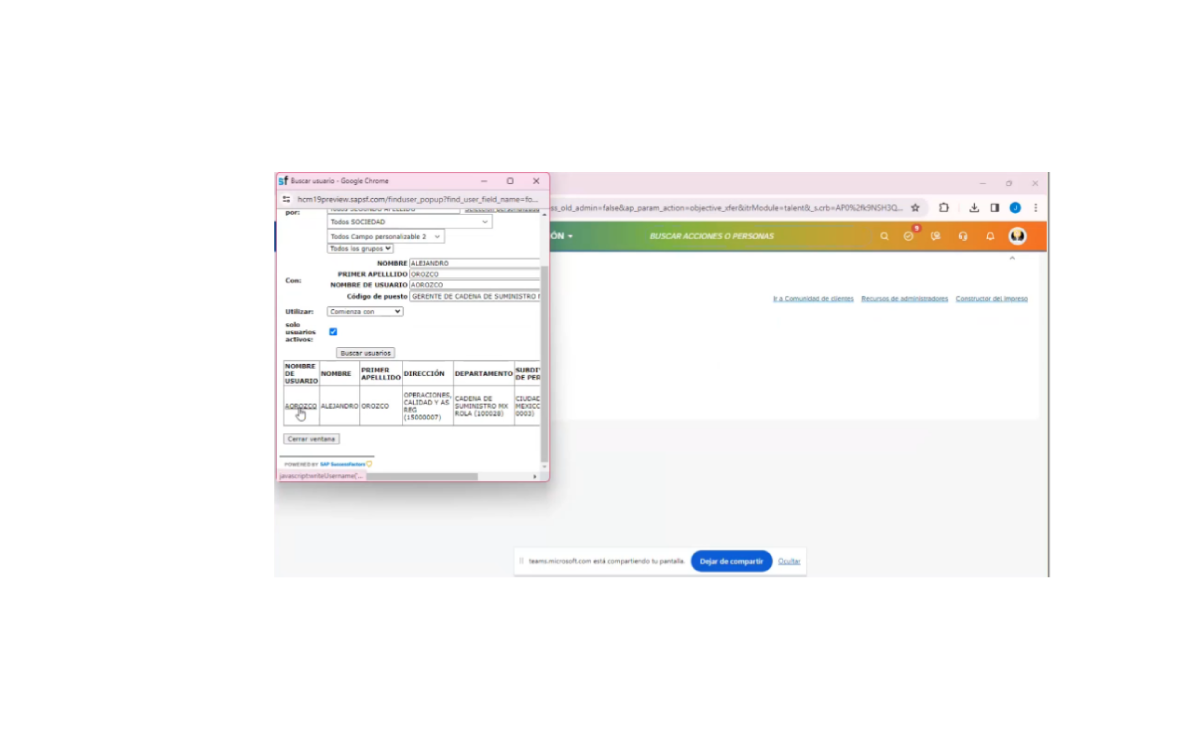 Buscar usuario - Google Chrome
hcm19preview.sapsf.com/finduser_popup?find_user_field_name=fo...
por:
Todos SOCIEDAD
Todos Campo personalizable 2
Todos los grupos
Con:
NOMBRE ALEJANDRO
PRIMER APELLLIDO OROZCO
NOMBRE DE USUARIO AOROZCO
Código de puesto GERENTE DE CADENA DE SUMINISTRO
Utilizar: Comienza con
solo usuarios activos:
Buscar usuarios
NOMBRE DE USUARIO NOMBRE PRIMER APELLLIDO DIRECCIÓN DEPARTAMENTO SUBDI DE PER
AOROZCO ALEJANDRO OROZCO OPERACIONES, CALIDAD Y AS REG (15000007) CADENA DE SUMINISTRO MX ROLA (100028) CIUDAD MEXICO 0003)
Cerrar ventana
POWERED BY SAP SuccessFactors
javascript:writeUsername('...
ss_old_admin=false&ap_param_action=objective_xfer&itrModule=talent&_s.crb=
ÓN
BUSCAR ACCIONES O PERSONAS
9
J
Ir a Comunidad de clientes Recursos de administradores Constructor del impreso
teams.microsoft.com está compartiendo tu pantalla. Dejar de compartir Ocultar